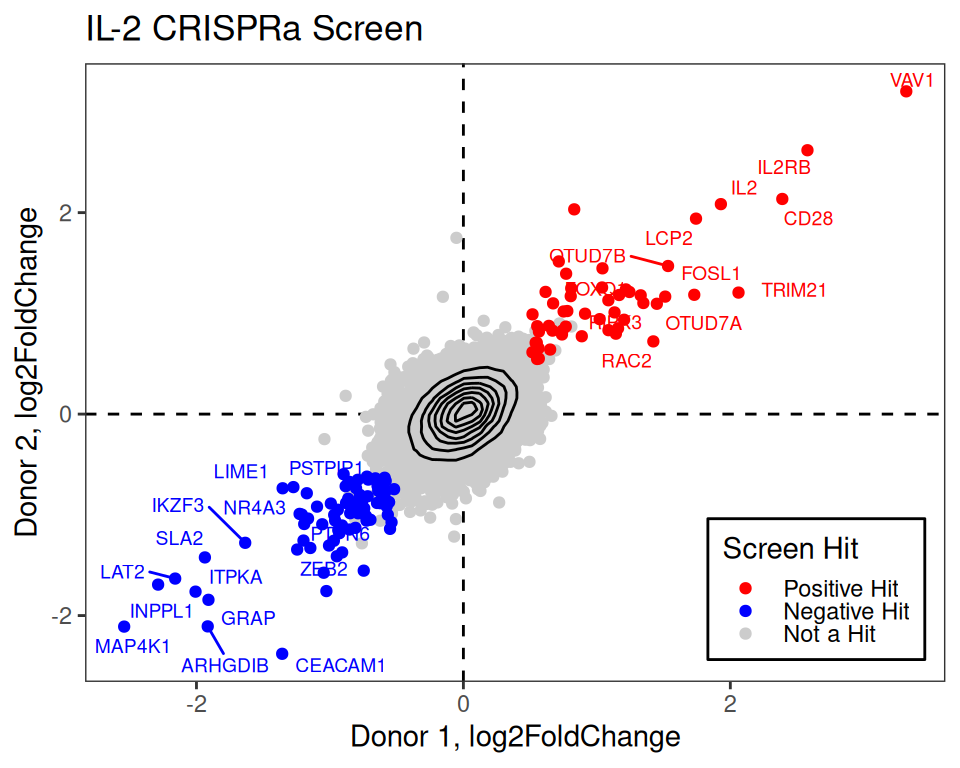 IL-2 CRISPRa Screen
VAV1
IL2RB
IL2
CD28
LCP2
OTUD7B
FOSL1
TRIM21
OTUD7A
RAC2
LIME1
PSTPIP1
IKZF3
NR4A3
SLA2
PTPN6
LAT2
ITPKA
ZEB2
INPPL1
GRAP
MAP4K1
ARHGDIB
CEACAM1
Screen Hit
Positive Hit
Negative Hit
Not a Hit
2
0
-2
-2
0
2
Donor 1, log2FoldChange
Donor 2, log2FoldChange